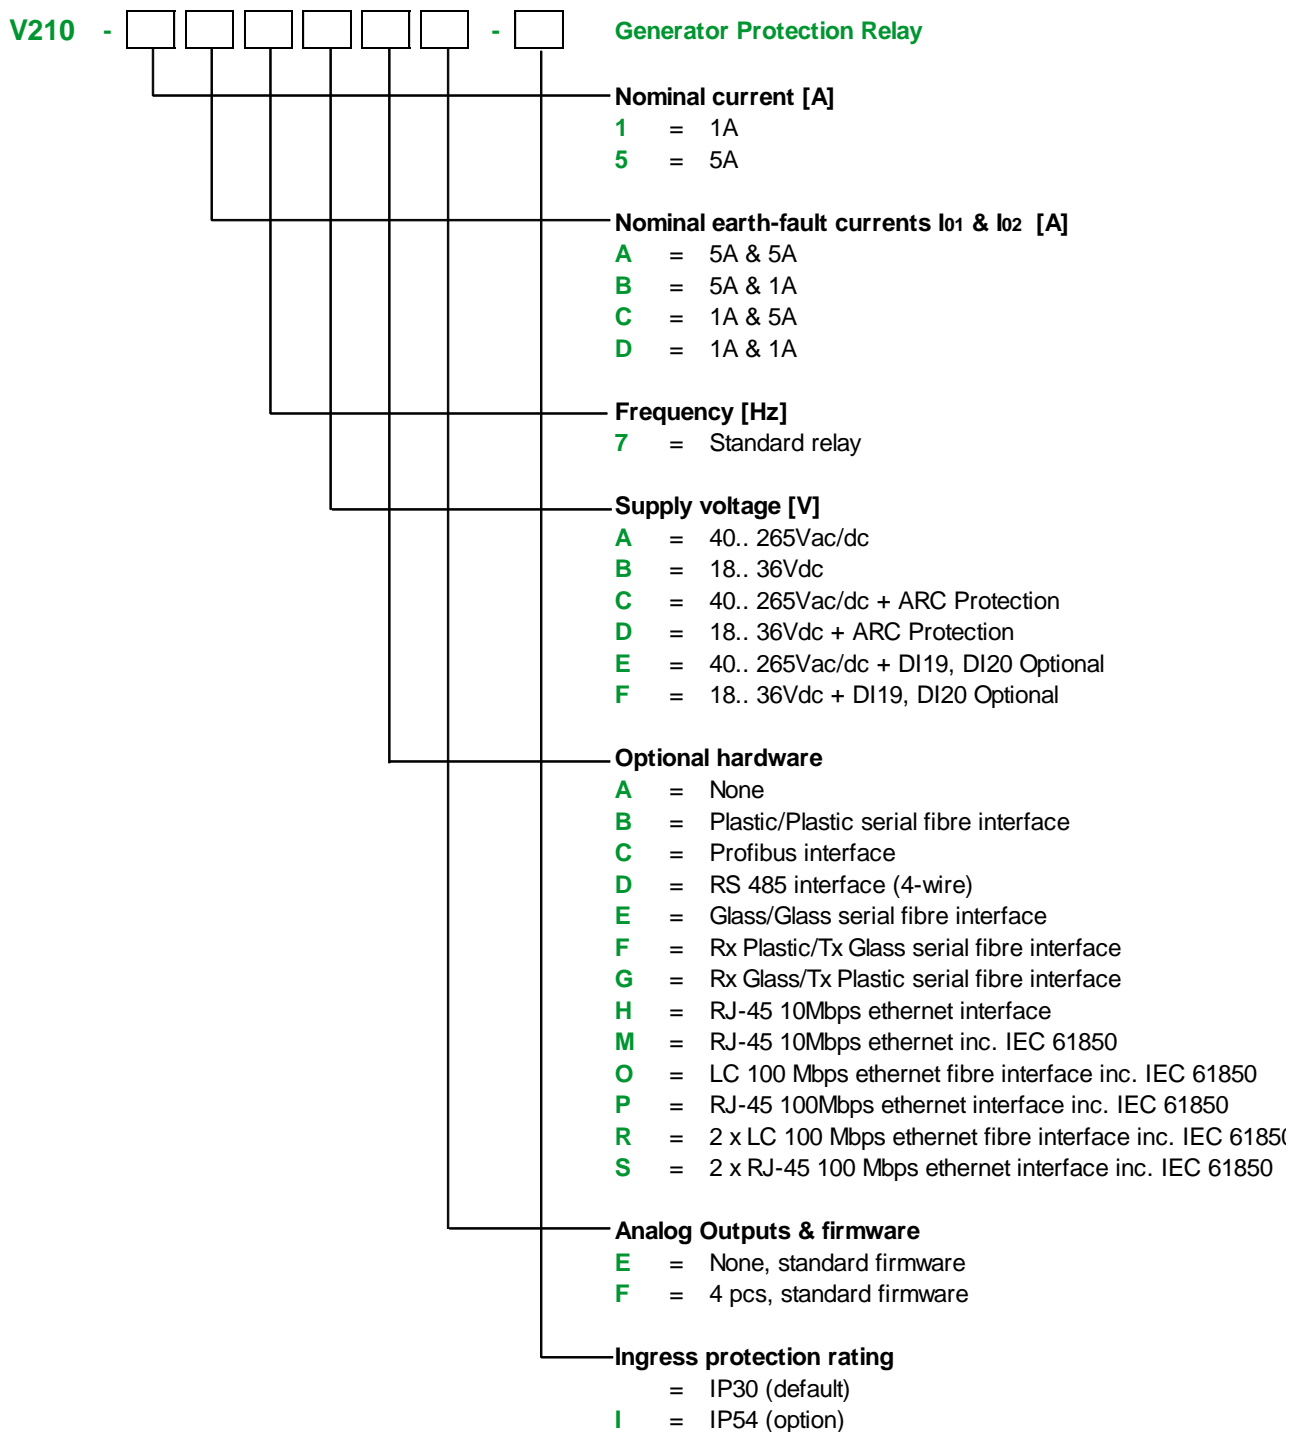 V210 - - Generator Protection Relay
Nominal current [A]
1 = 1A
5 = 5A
Nominal earth-fault currents I01 & I02 [A]
A = 5A & 5A
B = 5A & 1A
C = 1A & 5A
D = 1A & 1A
Frequency [Hz]
7 = Standard relay
Supply voltage [V]
A = 40.. 265Vac/dc
B = 18.. 36Vdc
C = 40.. 265Vac/dc + ARC Protection
D = 18.. 36Vdc + ARC Protection
E = 40.. 265Vac/dc + DI19, DI20 Optional
F = 18.. 36Vdc + DI19, DI20 Optional
Optional hardware
A = None
B = Plastic/Plastic serial fibre interface
C = Profibus interface
D = RS 485 interface (4-wire)
E = Glass/Glass serial fibre interface
F = Rx Plastic/Tx Glass serial fibre interface
G = Rx Glass/Tx Plastic serial fibre interface
H = RJ-45 10Mbps ethernet interface
M = RJ-45 10Mbps ethernet inc. IEC 61850
O = LC 100 Mbps ethernet fibre interface inc. IEC 61850
P = RJ-45 100Mbps ethernet interface inc. IEC 61850
R = 2 x LC 100 Mbps ethernet fibre interface inc. IEC 6185
S = 2 x RJ-45 100 Mbps ethernet interface inc. IEC 61850
Analog Outputs & firmware
E = None, standard firmware
F = 4 pcs, standard firmware
Ingress protection rating
= IP30 (default)
I = IP54 (option)